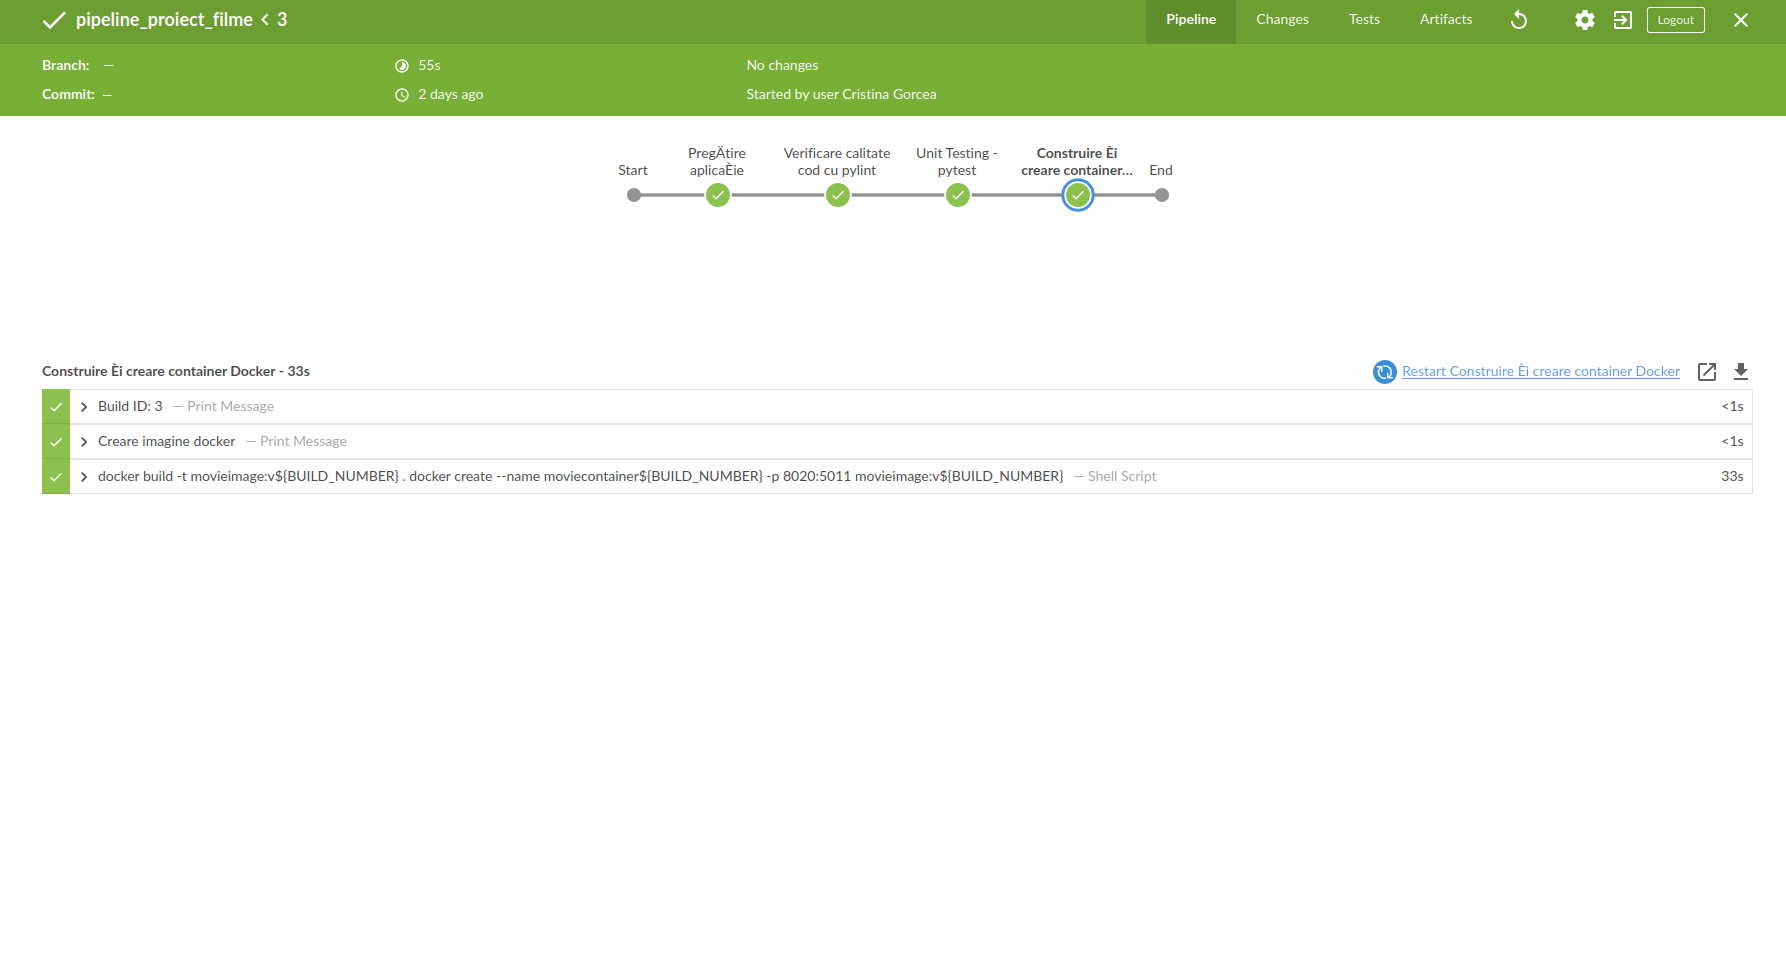 pipeline_proiect_filme < 3
Pipeline
Changes
Tests
Artifacts
Logout
Branch: —
55s
No changes
Commit: —
2 days ago
Started by user Cristina Gorcea
Start
PregÄtire
aplicaÈie
Verificare calitate
cod cu pylint
Unit Testing -
pytest
Construire Èi
creare container...
End
Construire Èi creare container Docker - 33s
Restart Construire Èi creare container Docker
Build ID: 3 — Print Message
<1s
Creare imagine docker — Print Message
<1s
docker build -t movieimage:v${BUILD_NUMBER} . docker create --name moviecontainer${BUILD_NUMBER} -p 8020:5011 movieimage:v${BUILD_NUMBER} — Shell Script
33s